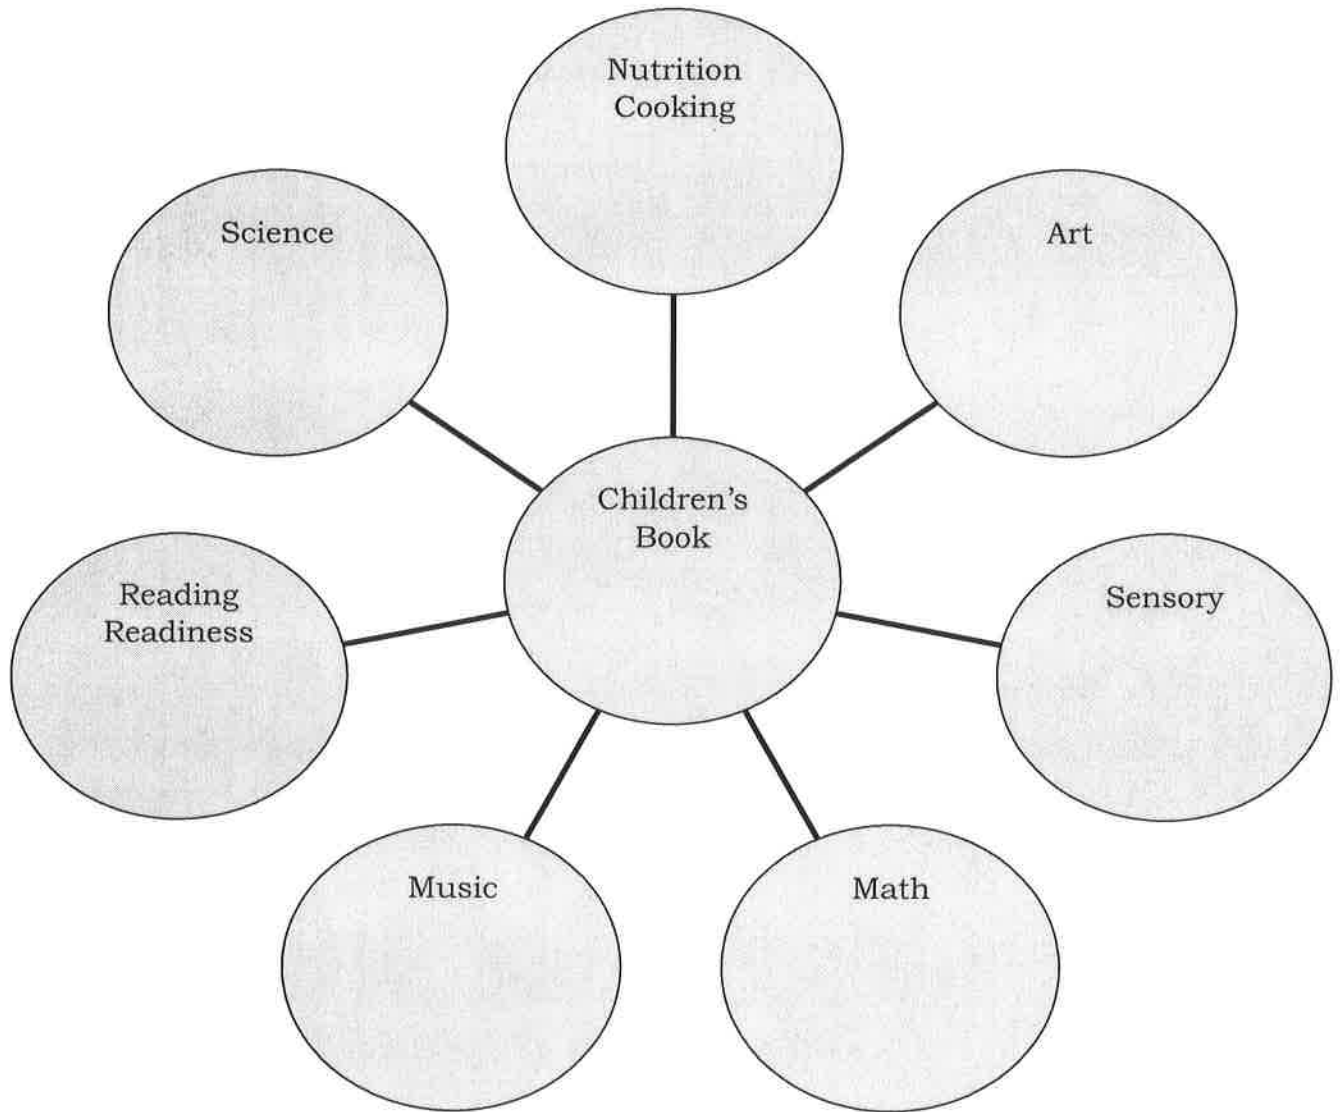 Nutrition
Cooking
Science
Art
Children's
Book
Reading
Readiness
Sensory
Music
Math